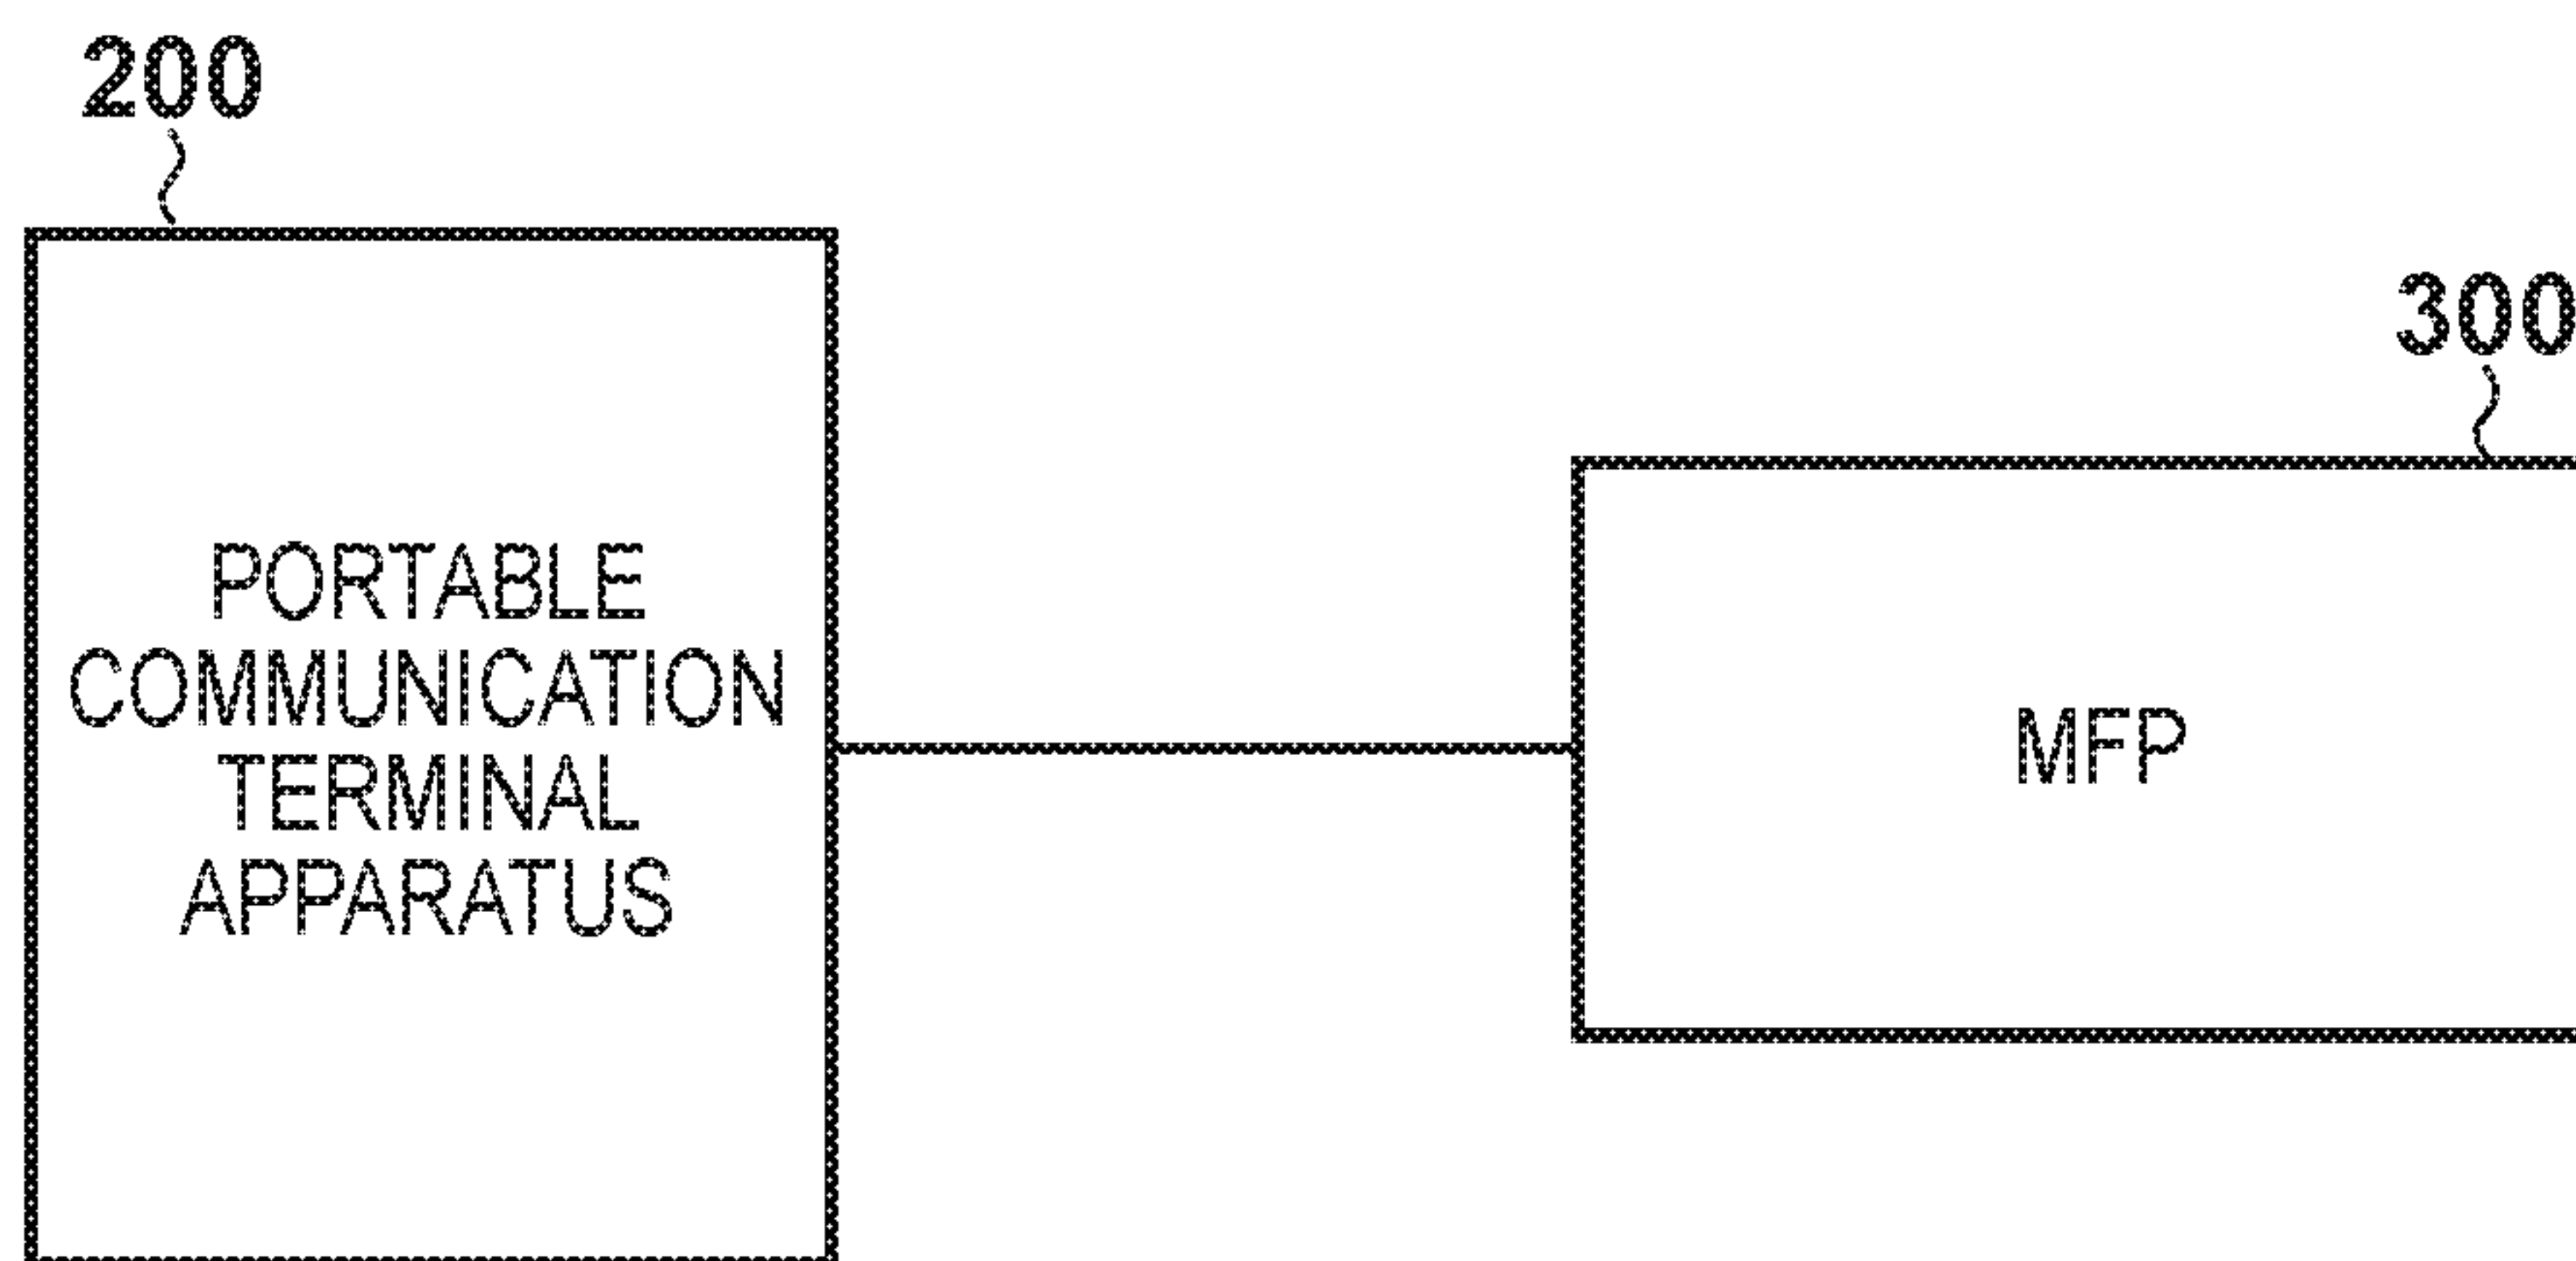 200
300
PORTABLE
COMMUNICATION
TERMINAL
APPARATUS
MFP